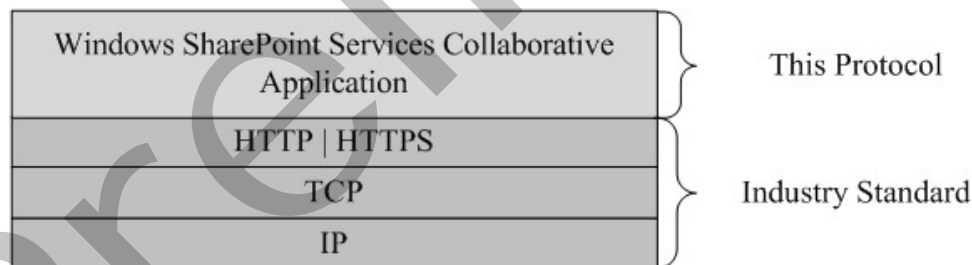 Windows SharePoint Services Collaborative
Application
This Protocol
HTTP | HTTPS
TCP
Industry Standard
IP